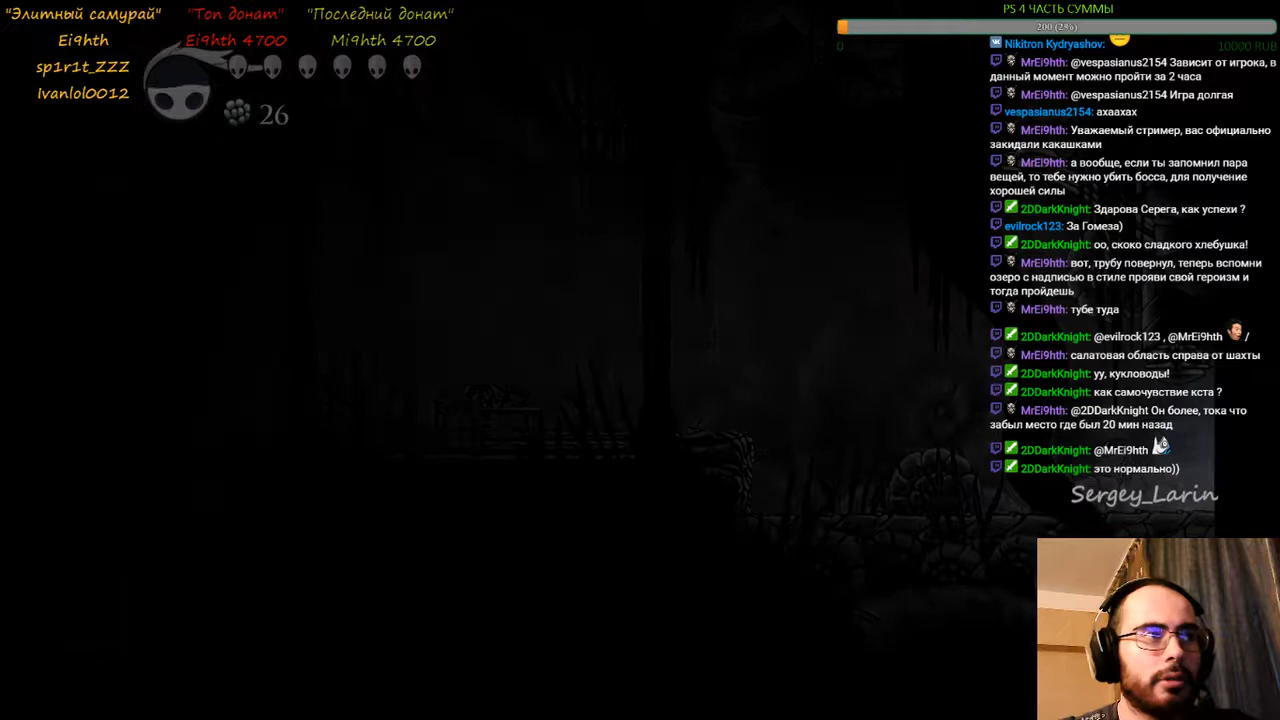 "Элитный самурай"
Ei9hth
sp1r1t_ZZZ
ivanlol0012
"Топ донат"
Ei9hth 4700
"Последний донат"
Mi9hth 4700
26
PS 4 ЧАСТЬ СУММЫ
200 (2%)
0
10000 RUB
Nikitron Kydryashov:
MrEi9hth: @vespasianus2154 Зависит от игрока, в
данный момент можно пройти за 2 часа
MrEi9hth: @vespasianus2154 Игра долгая
vespasianus2154: ахаахах
MrEi9hth: Уважаемый стример, вас официально
закидали какашками
MrEi9hth: а вообще, если ты запомнил пара
вещей, то тебе нужно убить босса, для получение
хорошей силы
2DDarkKnight: Здарова Серега, как успехи ?
evilrock123: За Гомеза)
2DDarkKnight: оо, скоко сладкого хлебушка!
MrEi9hth: вот, трубу повернул, теперь вспомни
озеро с надписью в стиле прояви свой героизм и
тогда пройдешь
MrEi9hth: тубе туда
2DDarkKnight: @evilrock123 , @MrEi9hth /
MrEi9hth: салатовая область справа от шахты
2DDarkKnight: уу, кукловоды!
2DDarkKnight: как самочувствие кста ?
MrEi9hth: @2DDarkKnight Он более, тока что
забыл место где был 20 мин назад
2DDarkKnight: @MrEi9hth
2DDarkKnight: это нормально))
Sergey_Larin